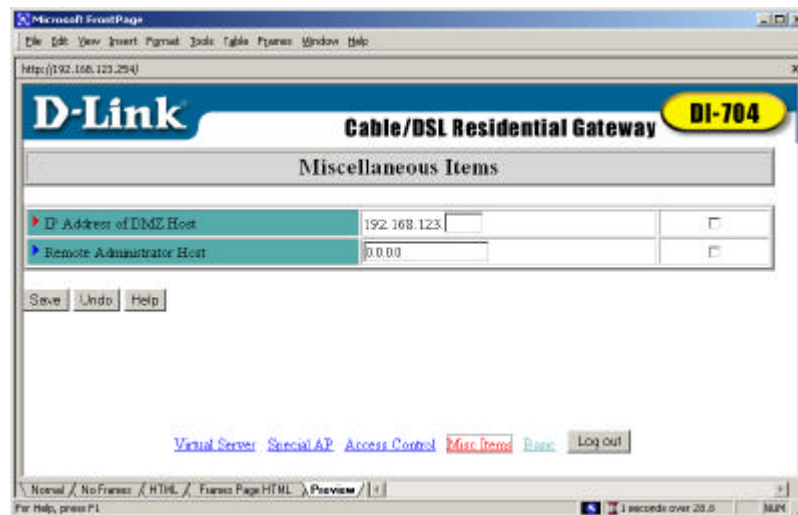 Microsoft FrontPage
File Edit View Insert Format Tools Table Frames Window Help
http://192.168.123.254/
D-Link
Cable/DSL Residential Gateway
DI-704
Miscellaneous Items
IP Address of DMZ Host 192.168.123.
Remote Administrator Host 0.0.0.0
Save Undo Help
Virtual Server Special AP Access Control Misc Items Basic Log out
Normal No Frames HTML Frames Page HTML Preview
For Help, press F1 1 seconds over 28.8 NUM